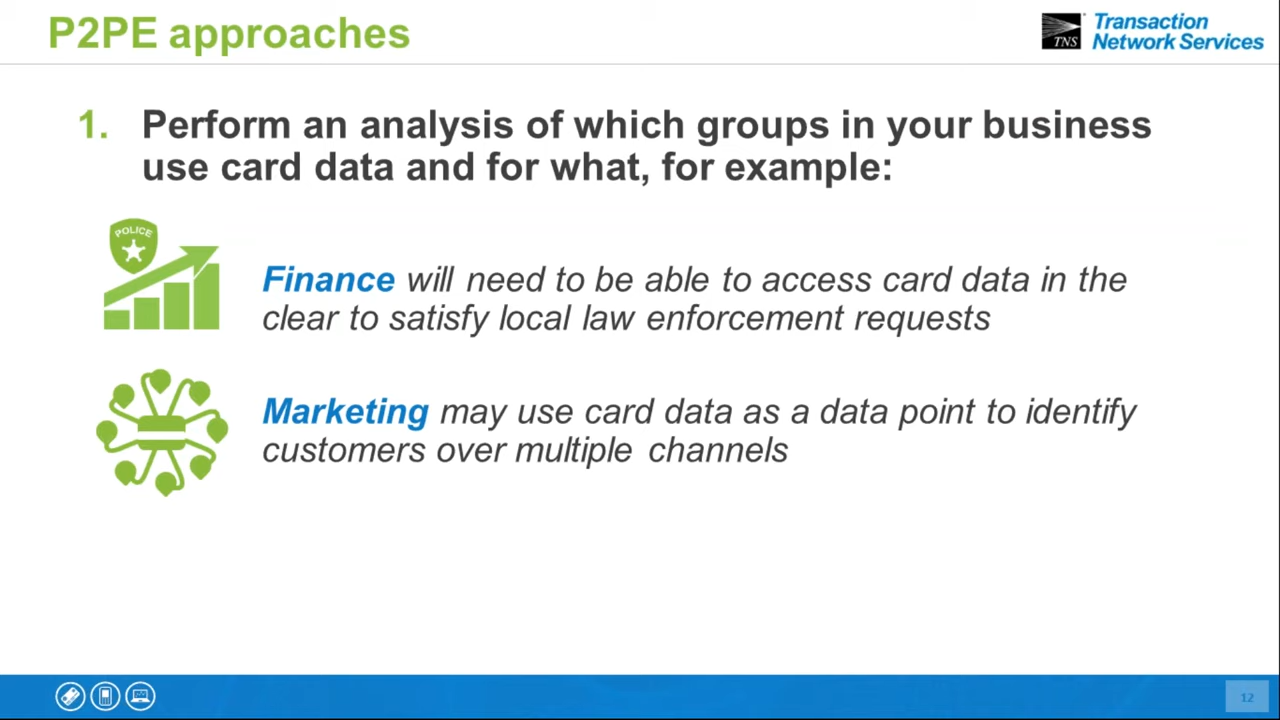 P2PE approaches
TNS
Transaction
Network Services
1. Perform an analysis of which groups in your business
use card data and for what, for example:
POLICE
Finance will need to be able to access card data in the
clear to satisfy local law enforcement requests
Marketing may use card data as a data point to identify
customers over multiple channels
12